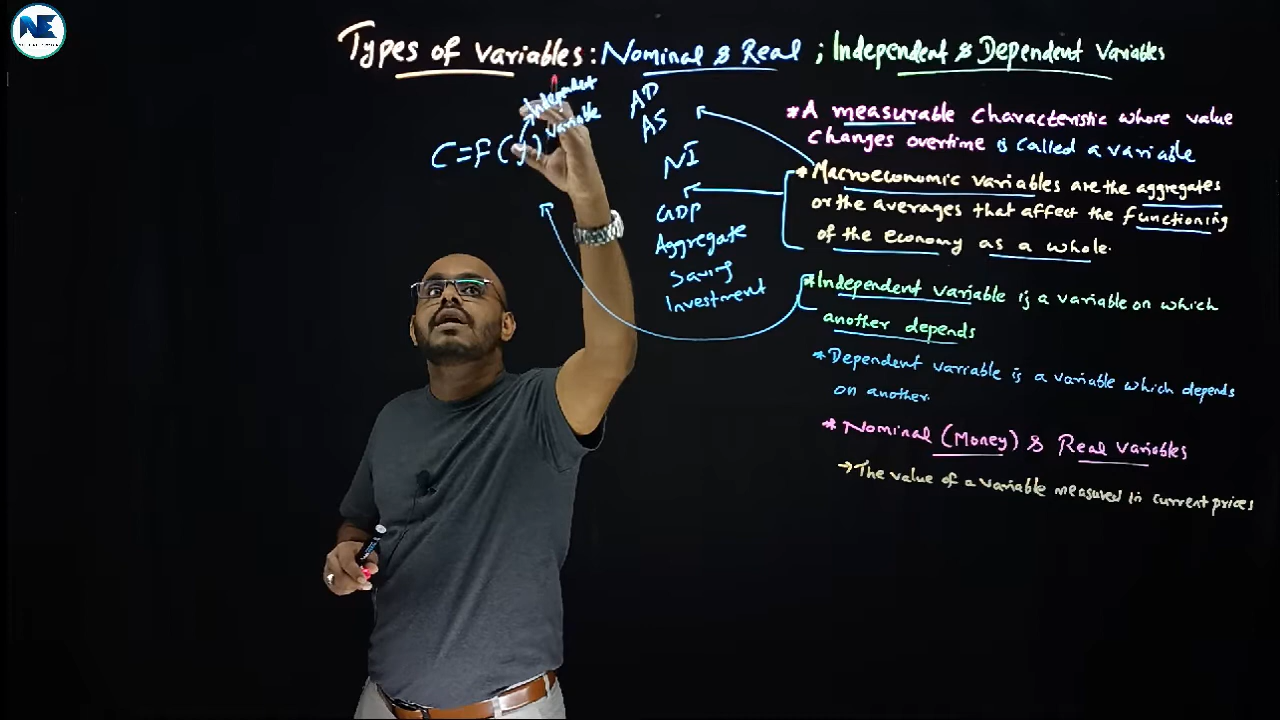 NE
Types of variables: Nominal & Real ; Independent & Dependent Variables
Independent
Variable
C=F(y)
AD
AS
NI
GDP
Aggregate
Saving
Investment
* A measurable characteristic whose value
changes overtime is called a variable
* Macroeconomic variables are the aggregates
or the averages that affect the functioning
of the economy as a whole.
* Independent variable is a variable on which
another depends
* Dependent variable is a variable which depends
on another.
* Nominal (Money) & Real variables
→ The value of a variable measured in current prices